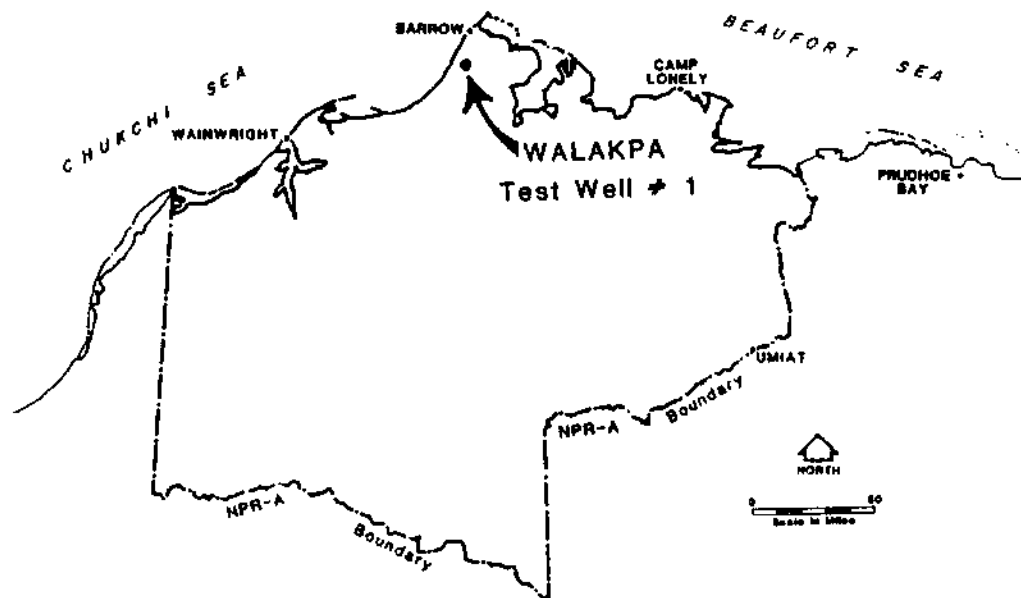 BARROW
BEAUFORT SEA
CAMP
LONELY
CHUKCHI SEA
WAINWRIGHT
WALAKPA
Test Well # 1
PRUDHOE
BAY
UMIAT
NPR-A Boundary
NORTH
NPR-A Boundary
0 50
Scale in Miles